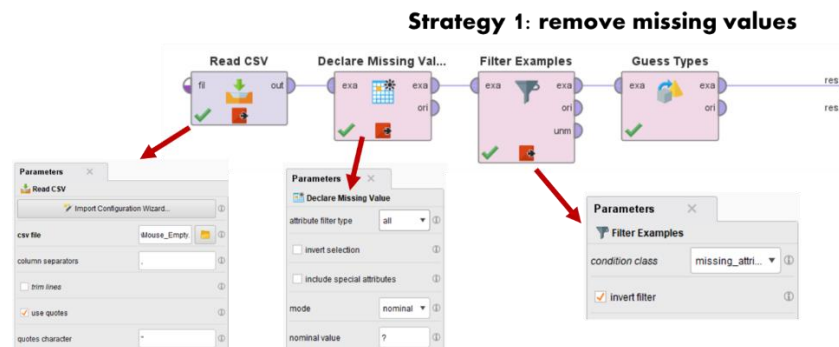 Strategy 1: remove missing values
Read CSV
Declare Missing Val...
Filter Examples
Guess Types
fil
out
exa
exa
ori
exa
exa
ori
unm
exa
exa
ori
res
res
Parameters
Read CSV
Import Configuration Wizard...
csv file
Mouse_Empty.
column separators
,
trim lines
use quotes
quotes character
"
Parameters
Declare Missing Value
attribute filter type
all
invert selection
include special attributes
mode
nominal
nominal value
?
Parameters
Filter Examples
condition class
missing_attri...
invert filter